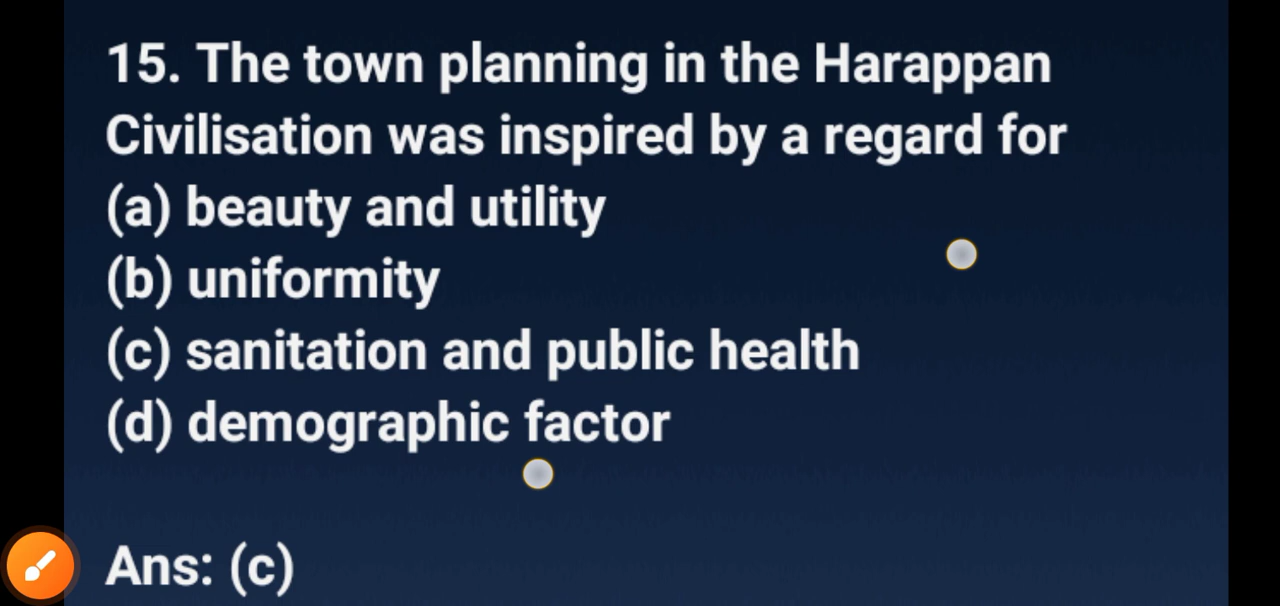 15. The town planning in the Harappan
Civilisation was inspired by a regard for
(a) beauty and utility
(b) uniformity
(c) sanitation and public health
(d) demographic factor
Ans: (c)